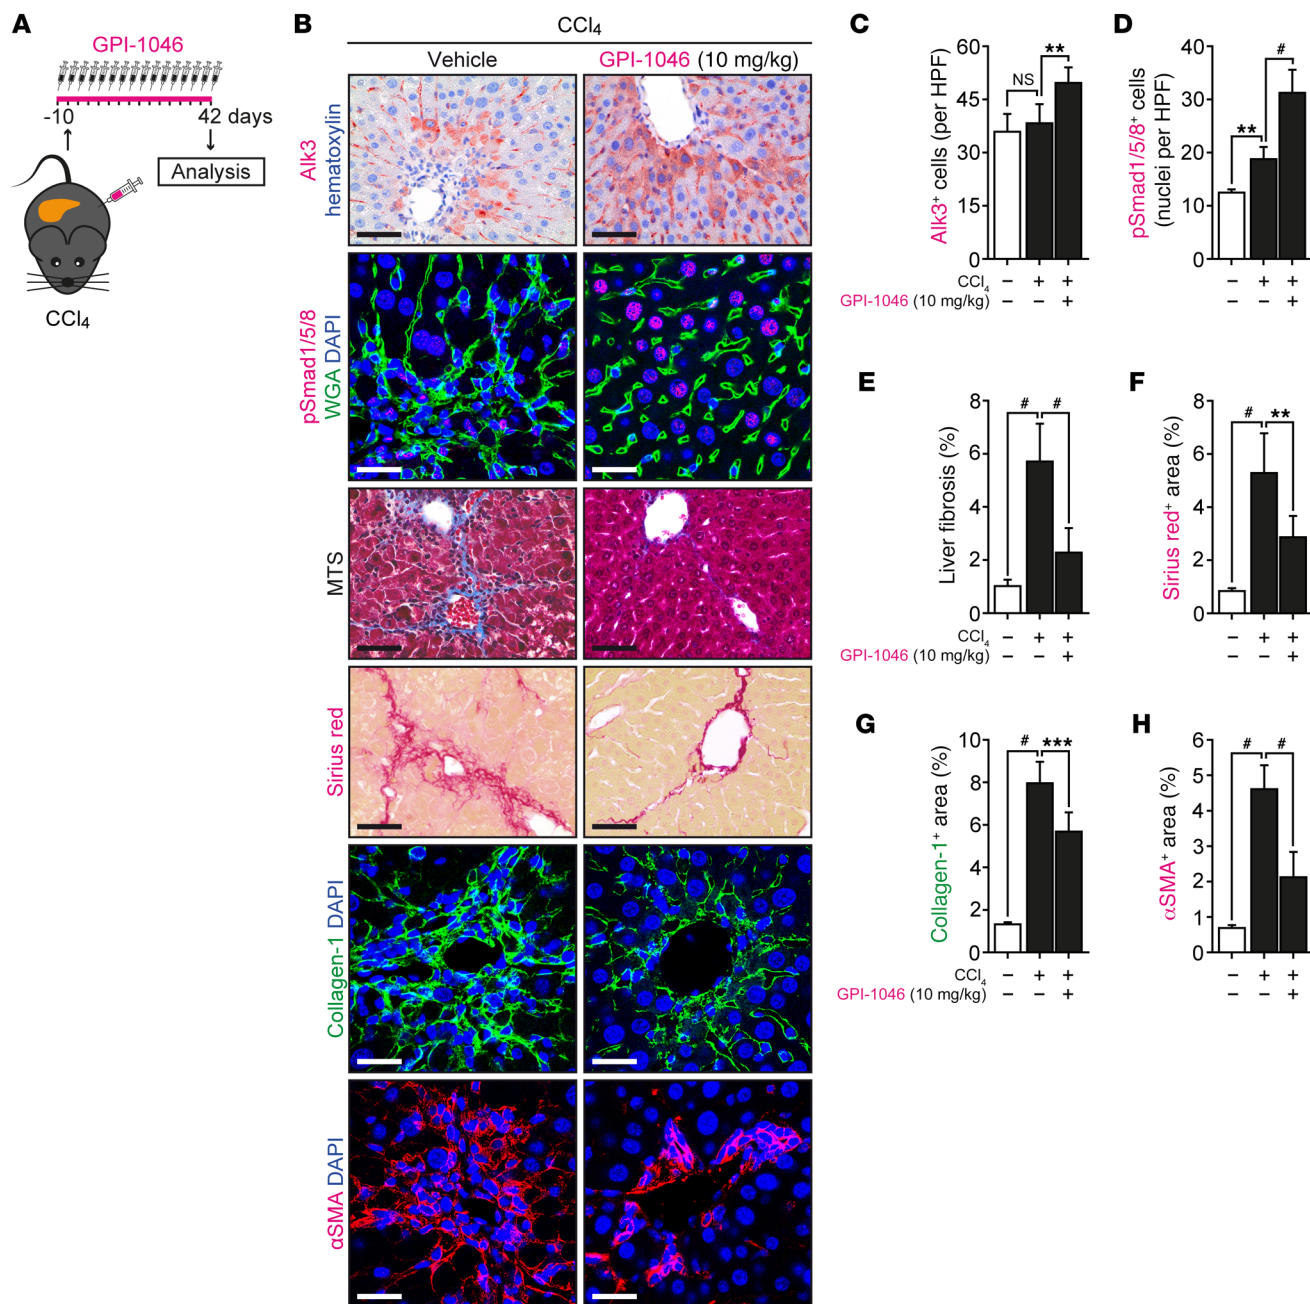 A
GPI-1046
-10
42 days
Analysis
CCl4
B
CCl4
Vehicle
GPI-1046 (10 mg/kg)
Alk3
hematoxylin
pSmad1/5/8
WGA DAPI
MTS
Sirius red
Collagen-1 DAPI
αSMA DAPI
C
Alk3+ cells (per HPF)
60
45
30
15
0
NS
**
– + + CCl4
– – + GPI-1046 (10 mg/kg)
D
pSmad1/5/8+ cells
(nuclei per HPF)
40
30
20
10
0
**
#
– + +
– – +
E
Liver fibrosis (%)
8
6
4
2
0
#
#
– + + CCl4
– – + GPI-1046 (10 mg/kg)
F
Sirius red+ area (%)
8
6
4
2
0
#
**
– + +
– – +
G
Collagen-1+ area (%)
10
8
6
4
2
0
#
***
– + + CCl4
– – + GPI-1046 (10 mg/kg)
H
αSMA+ area (%)
6
5
4
3
2
1
0
#
#
– + +
– – +